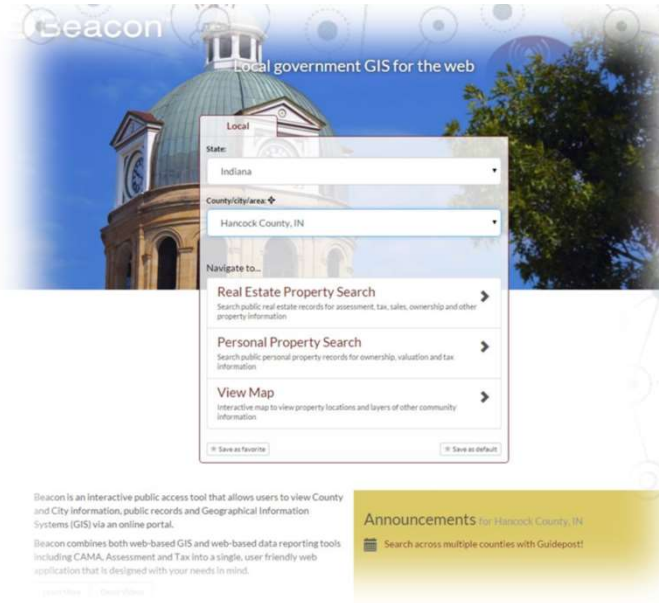 Beacon
Local government GIS for the web
Local
State:
Indiana
County/city/area:
Hancock County, IN
Navigate to...
Real Estate Property Search
Search public real estate records for assessment, tax, sales, ownership and other
property information
Personal Property Search
Search public personal property records for ownership, valuation and tax
information
View Map
Interactive map to view property locations and layers of other community
information
Save as favorite
Save as default
Beacon is an interactive public access tool that allows users to view County
and City information, public records and Geographical Information
Systems (GIS) via an online portal.
Beacon combines both web-based GIS and web-based data reporting tools
including CAMA, Assessment and Tax into a single, user friendly web
application that is designed with your needs in mind.
Announcements for Hancock County, IN
Search across multiple counties with Guidepost!